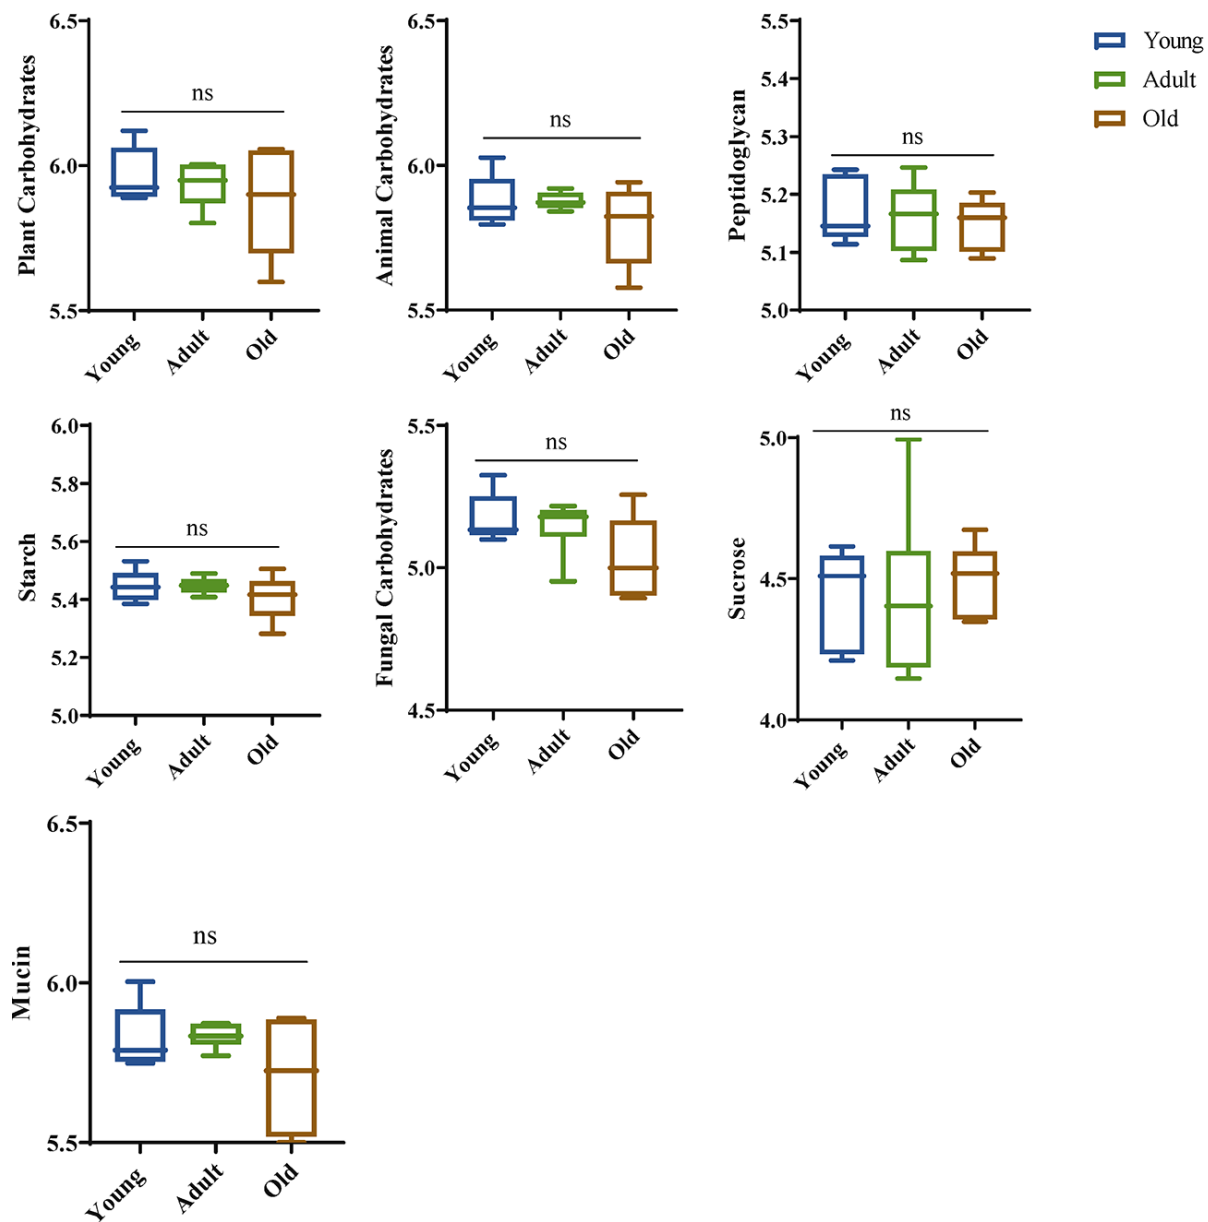 Plant Carbohydrates
6.5
6.0
5.5
ns
Young
Adult
Old
Animal Carbohydrates
6.5
6.0
5.5
ns
Young
Adult
Old
Peptidoglycan
5.5
5.4
5.3
5.2
5.1
5.0
ns
Young
Adult
Old
Young
Adult
Old
Starch
6.0
5.8
5.6
5.4
5.2
5.0
ns
Young
Adult
Old
Fungal Carbohydrates
5.5
5.0
4.5
ns
Young
Adult
Old
Sucrose
5.0
4.5
4.0
ns
Young
Adult
Old
Mucin
6.5
6.0
5.5
ns
Young
Adult
Old